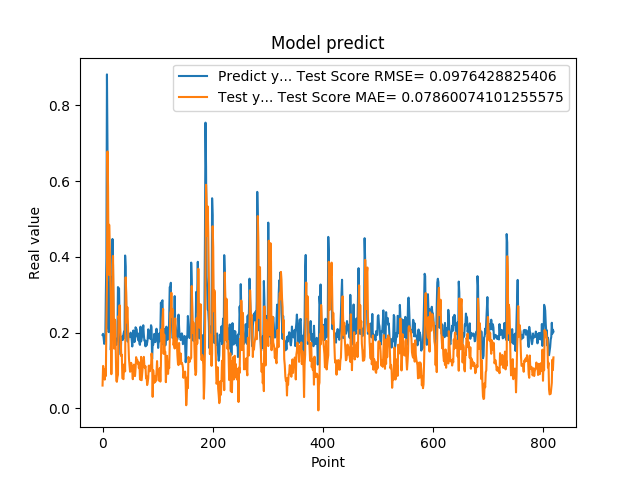 Model predict
Predict y... Test Score RMSE= 0.0976428825406
Test y... Test Score MAE= 0.07860074101255575
Real value
0.8
0.6
0.4
0.2
0.0
0
200
400
600
800
Point